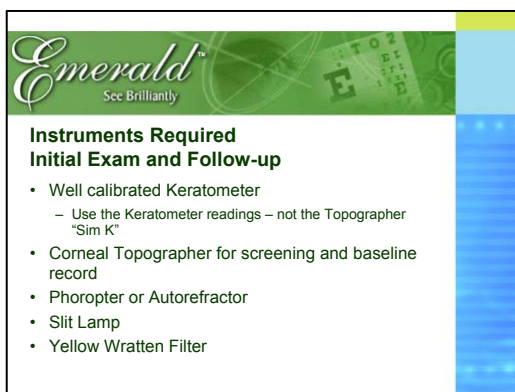 Emerald™
See Brilliantly
E
T O Z
Instruments Required
Initial Exam and Follow-up
• Well calibrated Keratometer
– Use the Keratometer readings – not the Topographer
“Sim K”
• Corneal Topographer for screening and baseline
record
• Phoropter or Autorefractor
• Slit Lamp
• Yellow Wratten Filter